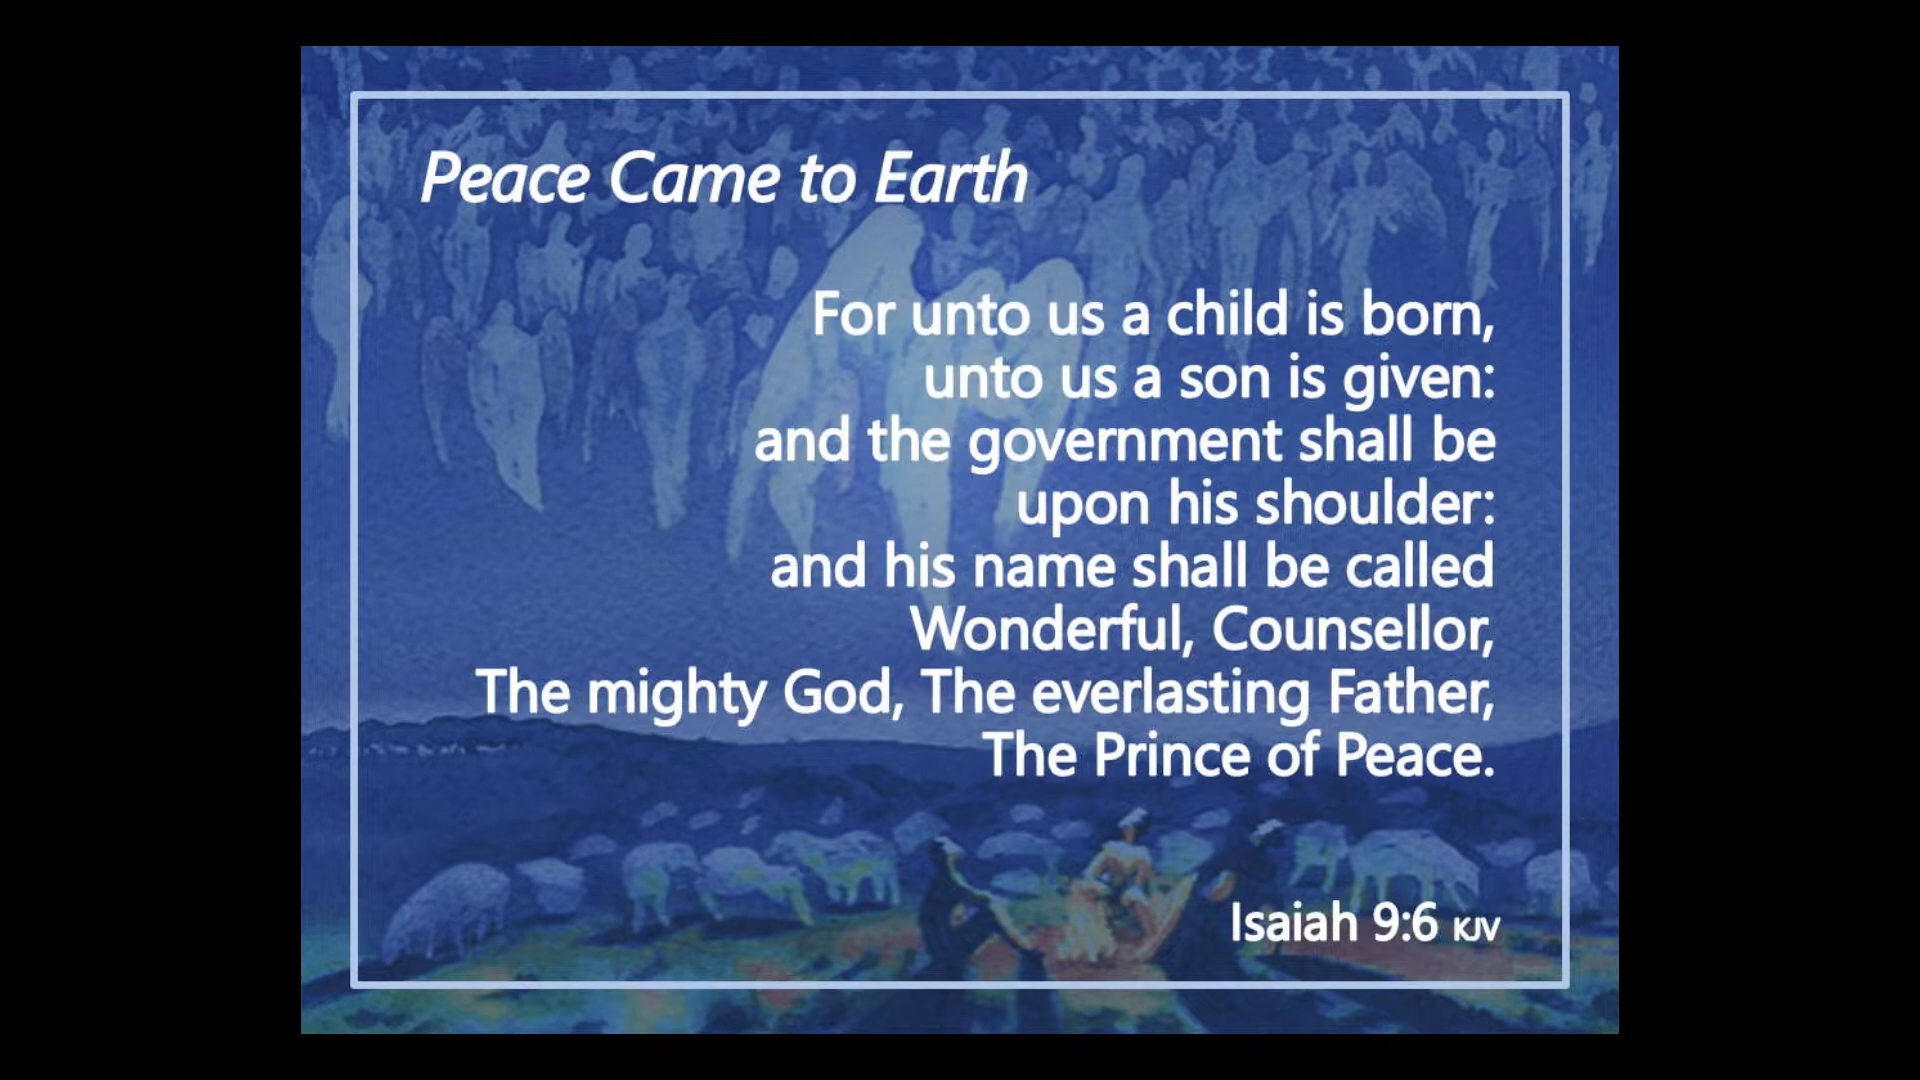 Peace Came to Earth
For unto us a child is born,
unto us a son is given:
and the government shall be
upon his shoulder:
and his name shall be called
Wonderful, Counsellor,
The mighty God, The everlasting Father,
The Prince of Peace.
Isaiah 9:6 KJV